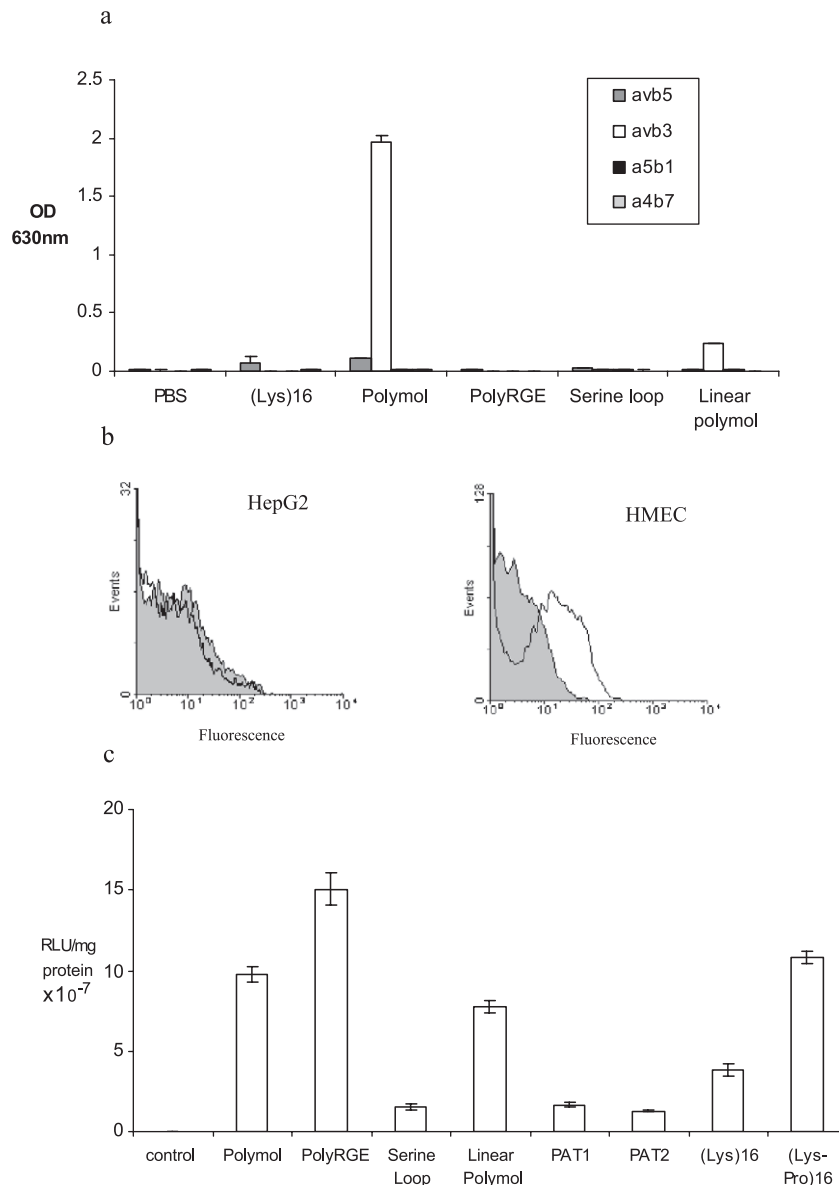 a
2.5
2
1.5
1
0.5
0
OD
630nm
avb5
avb3
a5b1
a4b7
PBS
(Lys)16
Polymol
PolyRGE
Serine loop
Linear
polymol
b
32
Events
0
HepG2
10^0 10^1 10^2 10^3 10^4
Fluorescence
128
Events
0
HMEC
10^0 10^1 10^2 10^3 10^4
Fluorescence
c
20
15
10
5
0
RLU/mg
protein
x10^-7
control
Polymol
PolyRGE
Serine
Loop
Linear
Polymol
PAT1
PAT2
(Lys)16
(Lys-
Pro)16